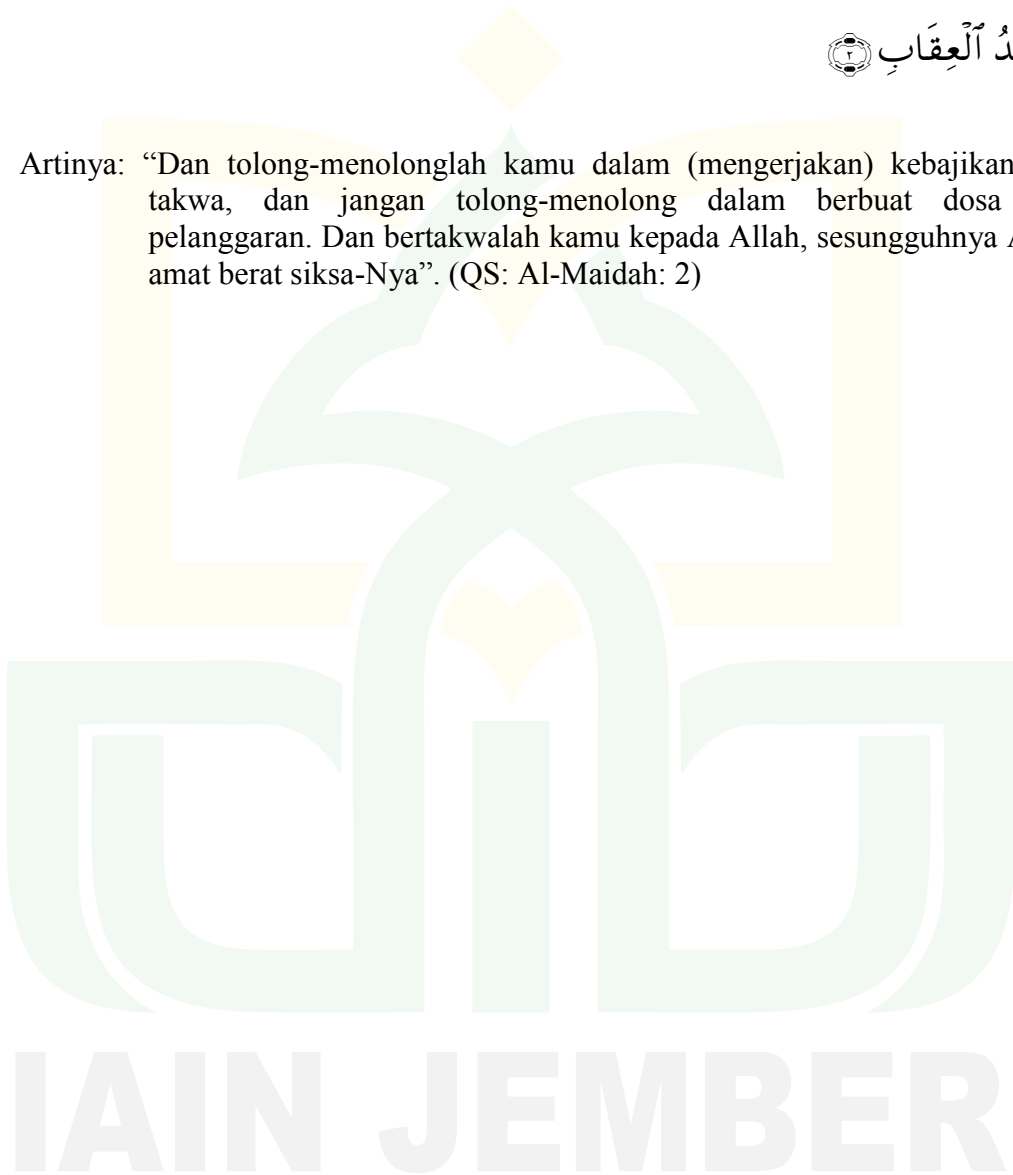 ٱلْعِقَابِ ۝٢
Artinya: “Dan tolong-menolonglah kamu dalam (mengerjakan) kebajikan
takwa, dan jangan tolong-menolong dalam berbuat dosa
pelanggaran. Dan bertakwalah kamu kepada Allah, sesungguhnya
amat berat siksa-Nya”. (QS: Al-Maidah: 2)
IAIN JEMBER